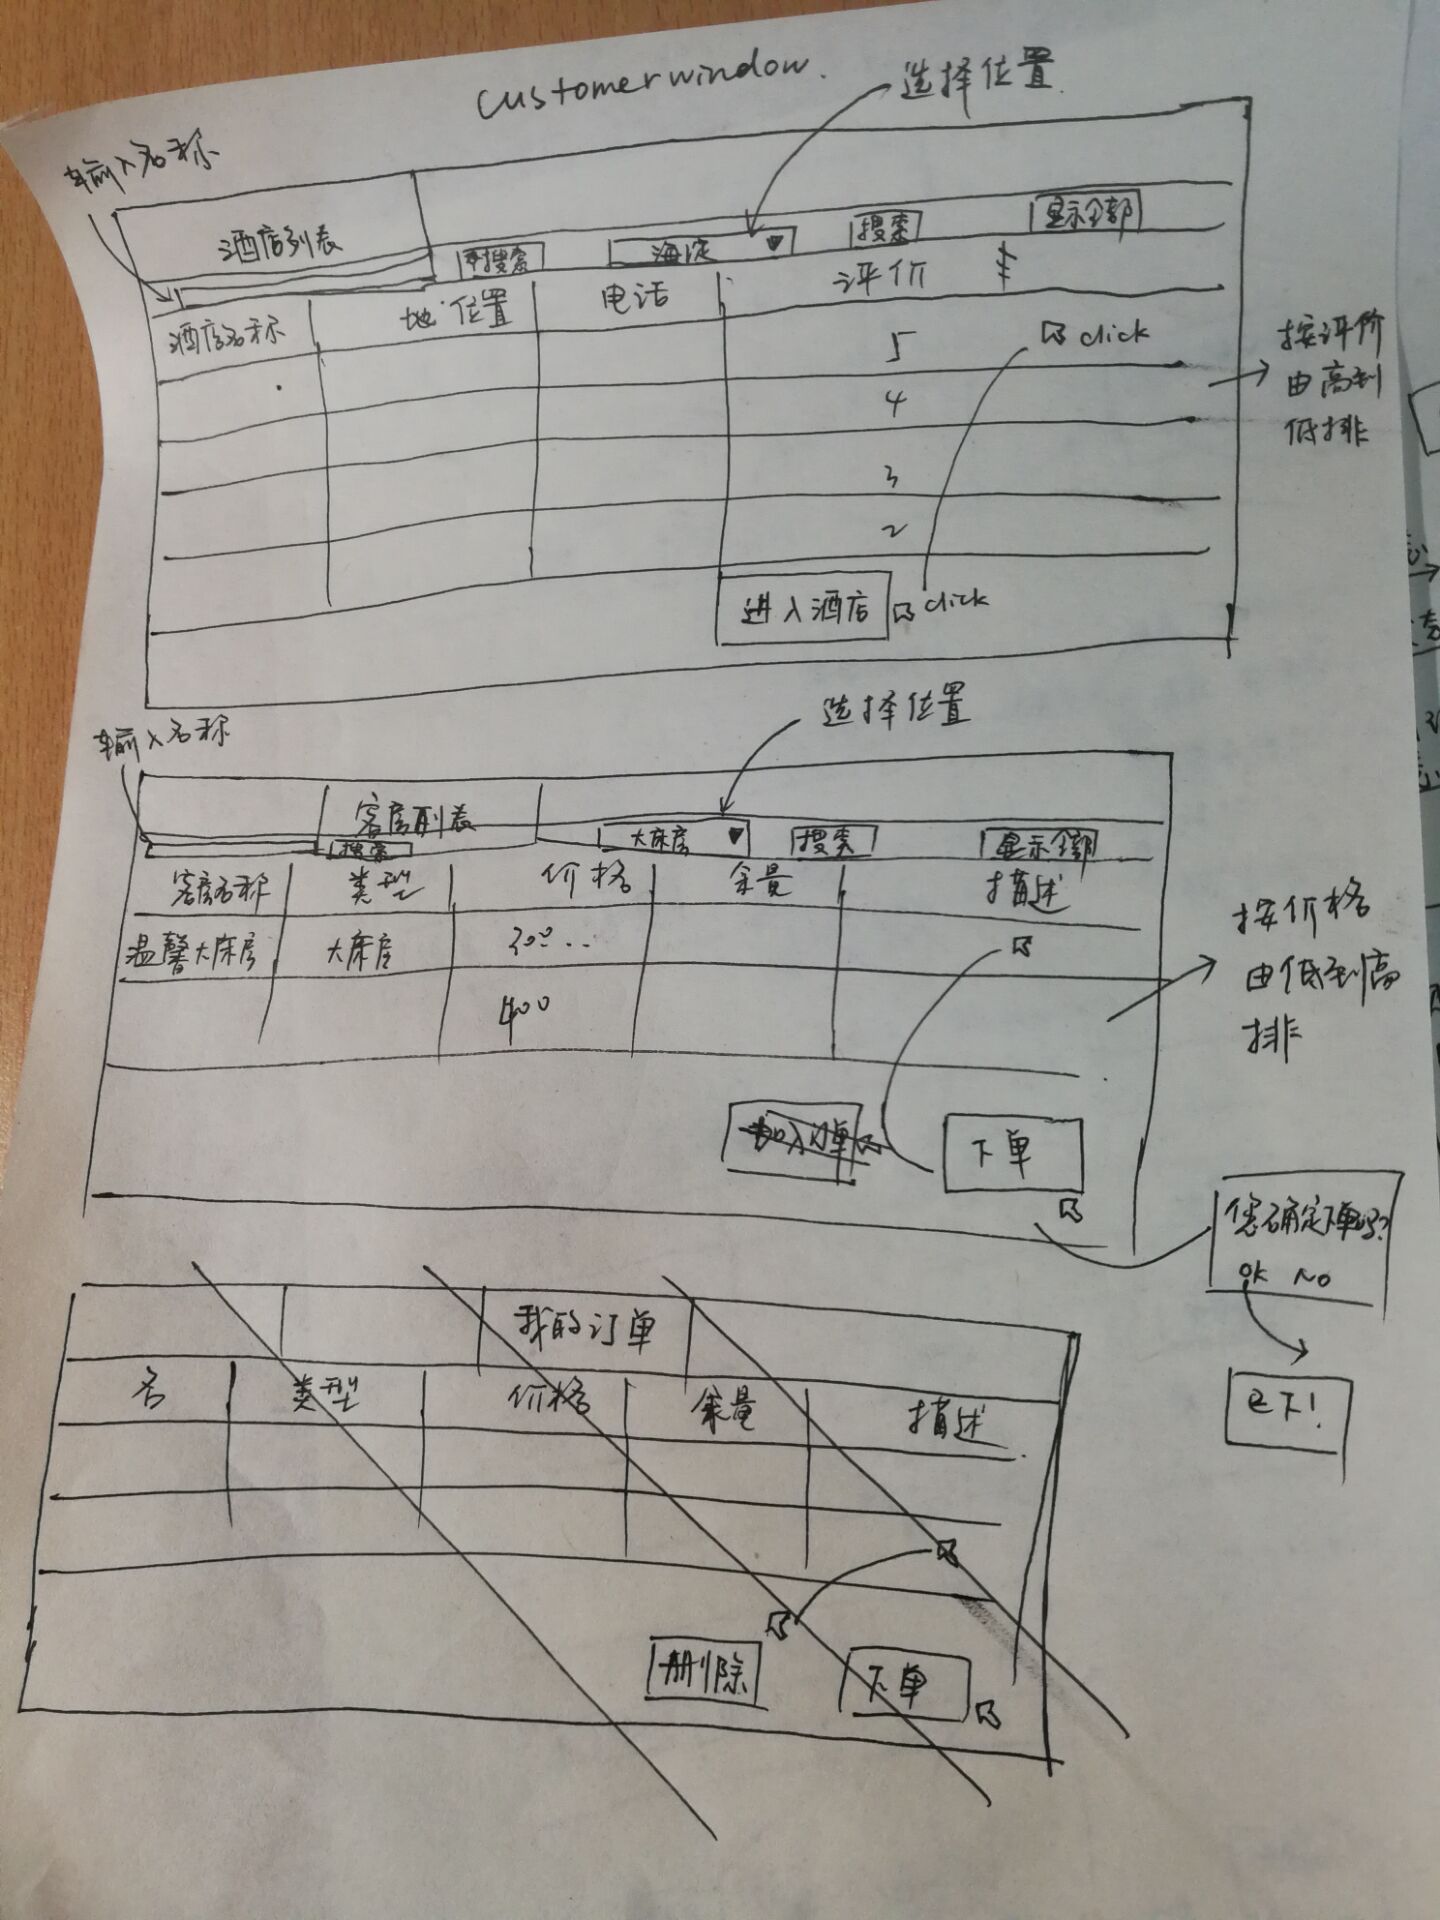 customerwindow.
选择位置
输入名称
酒店列表
搜索
海淀
搜索
显示全部
酒店名称
地位置
电话
评价
5
click
4
3
2
按评价
由高到
低排
进入酒店
click
选择位置
输入名称
客房列表
搜索
大床房
搜索
显示全部
客房名称
类型
价格
余量
描述
温馨大床房
大床房
300..
400
按价格
由低到高
排
加入订单
下单
您确定下单吗?
OK NO
已下!
我的订单
名
类型
价格
余量
描述
删除
下单